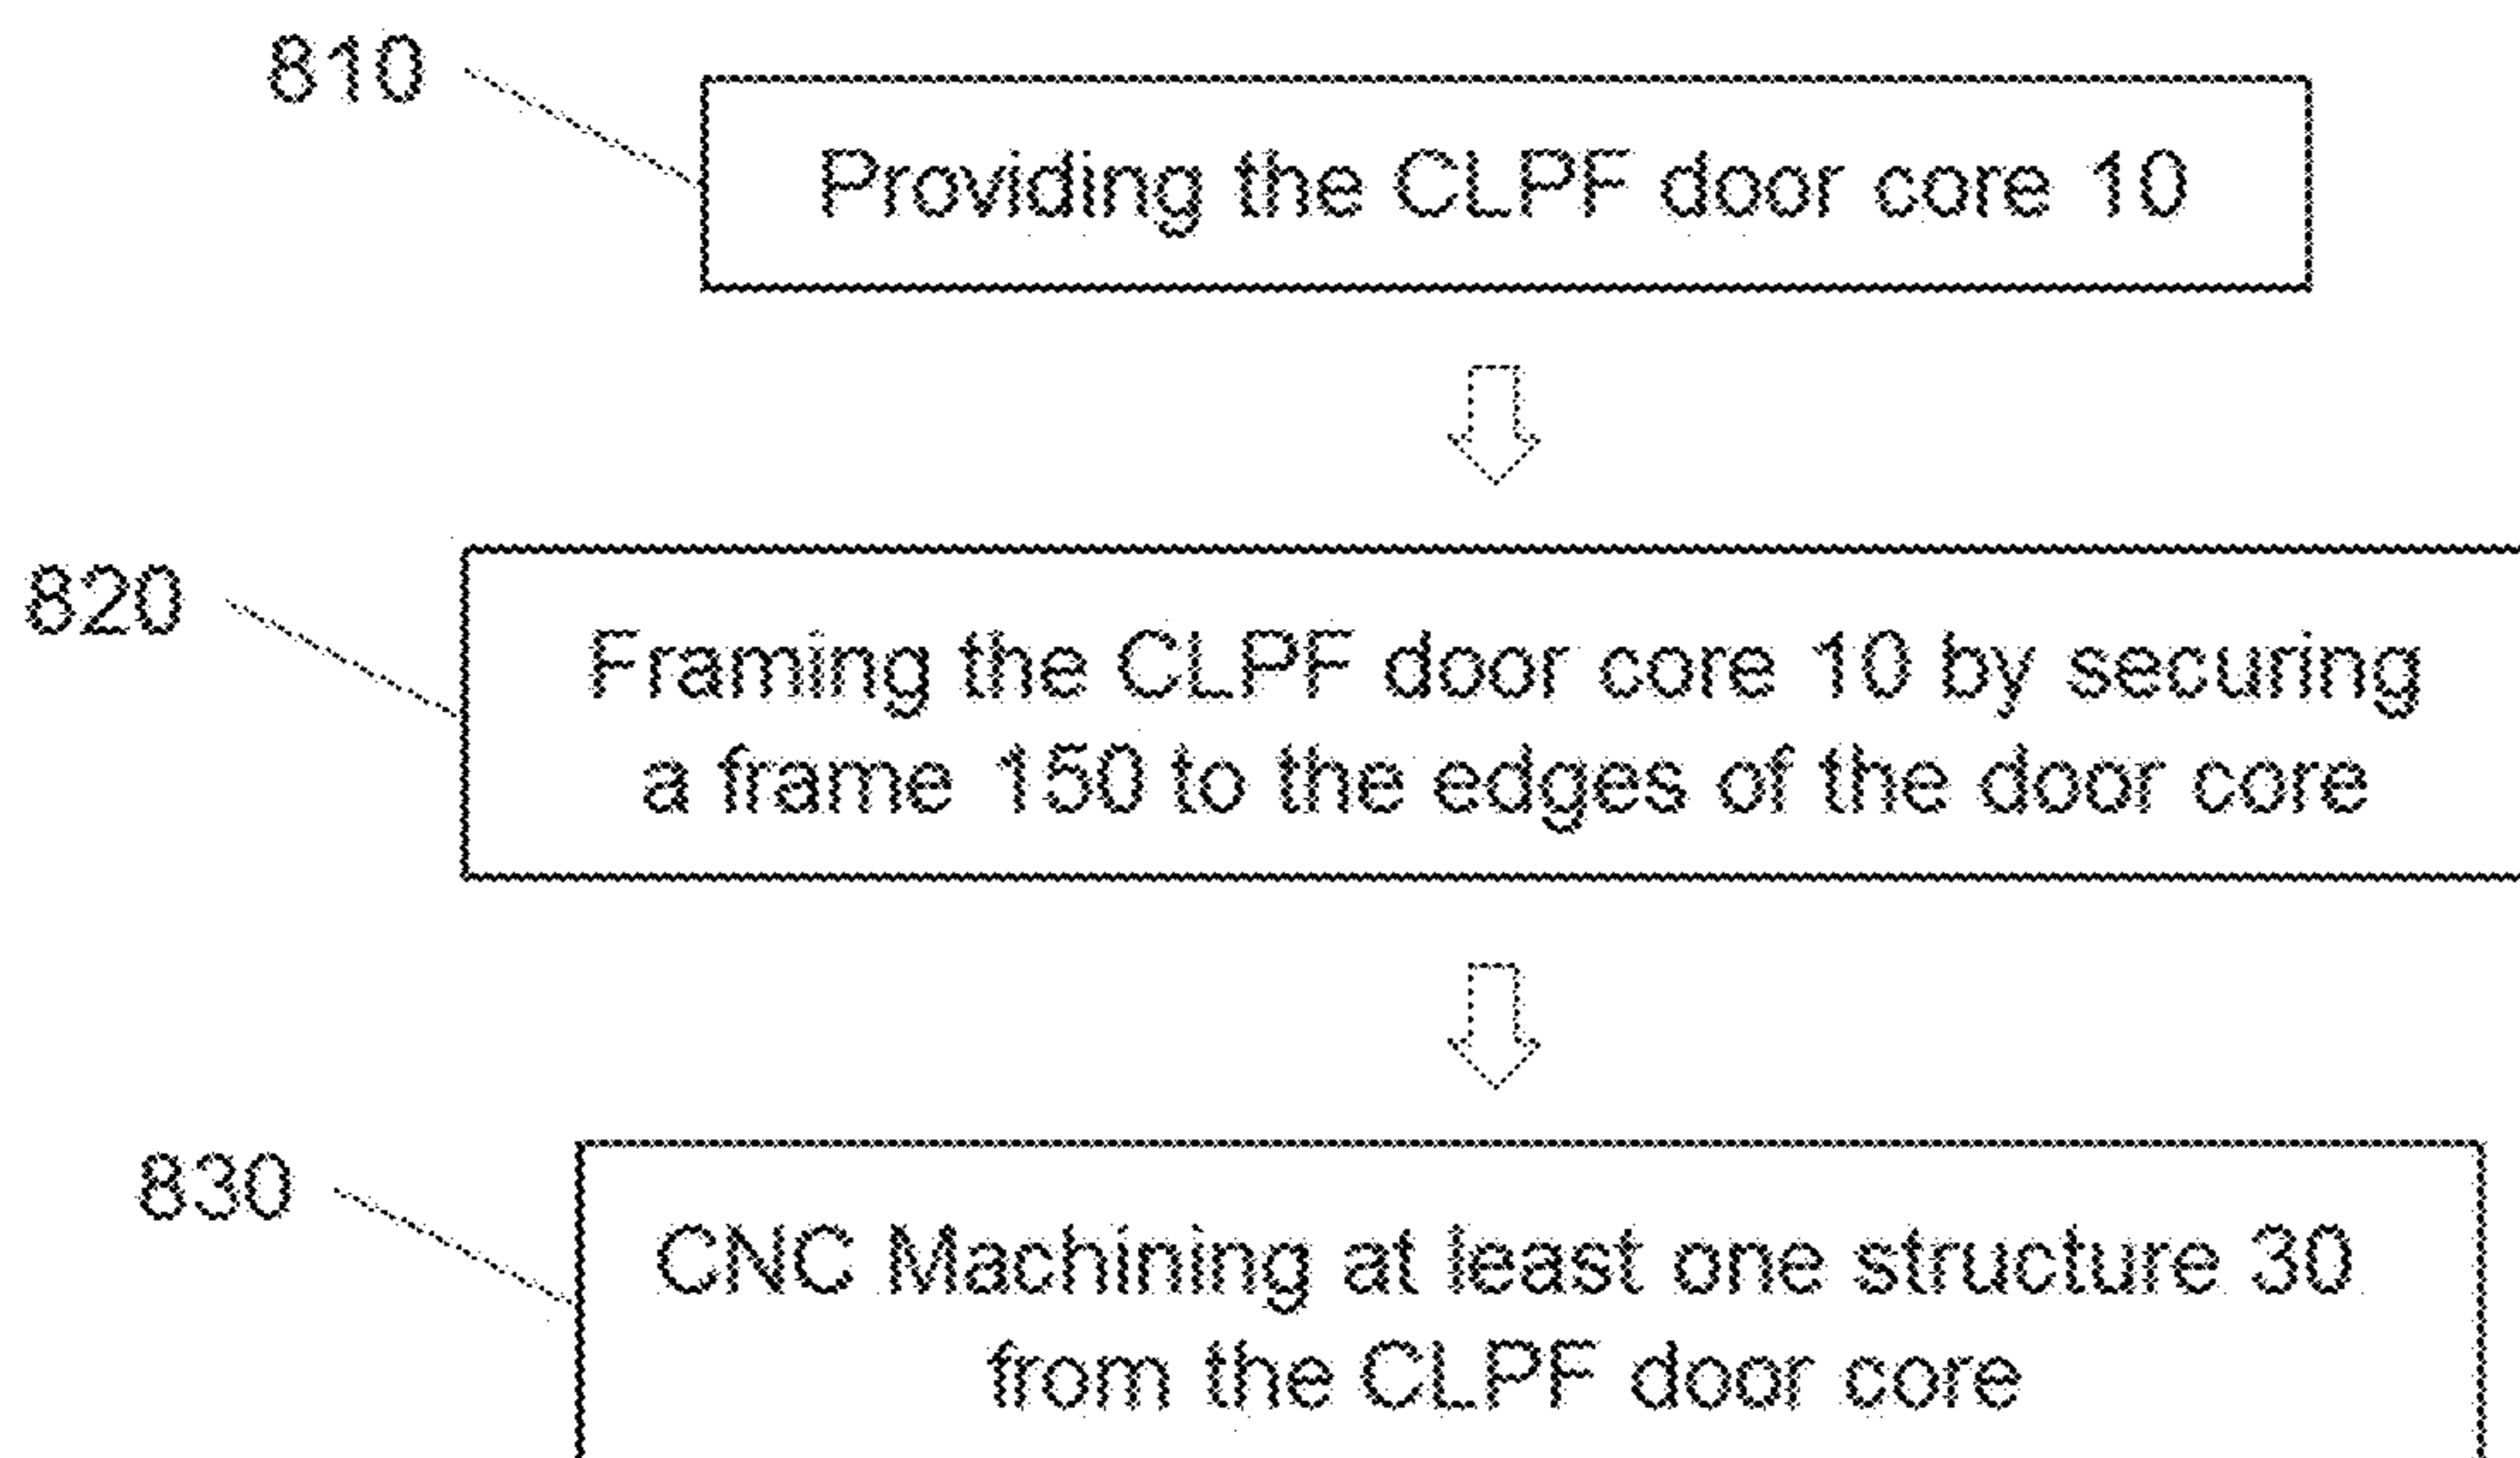 810
Providing the CLPF door core 10
820
Framing the CLPF door core 10 by securing
a frame 150 to the edges of the door core
830
CNC Machining at least one structure 30
from the CLPF door core